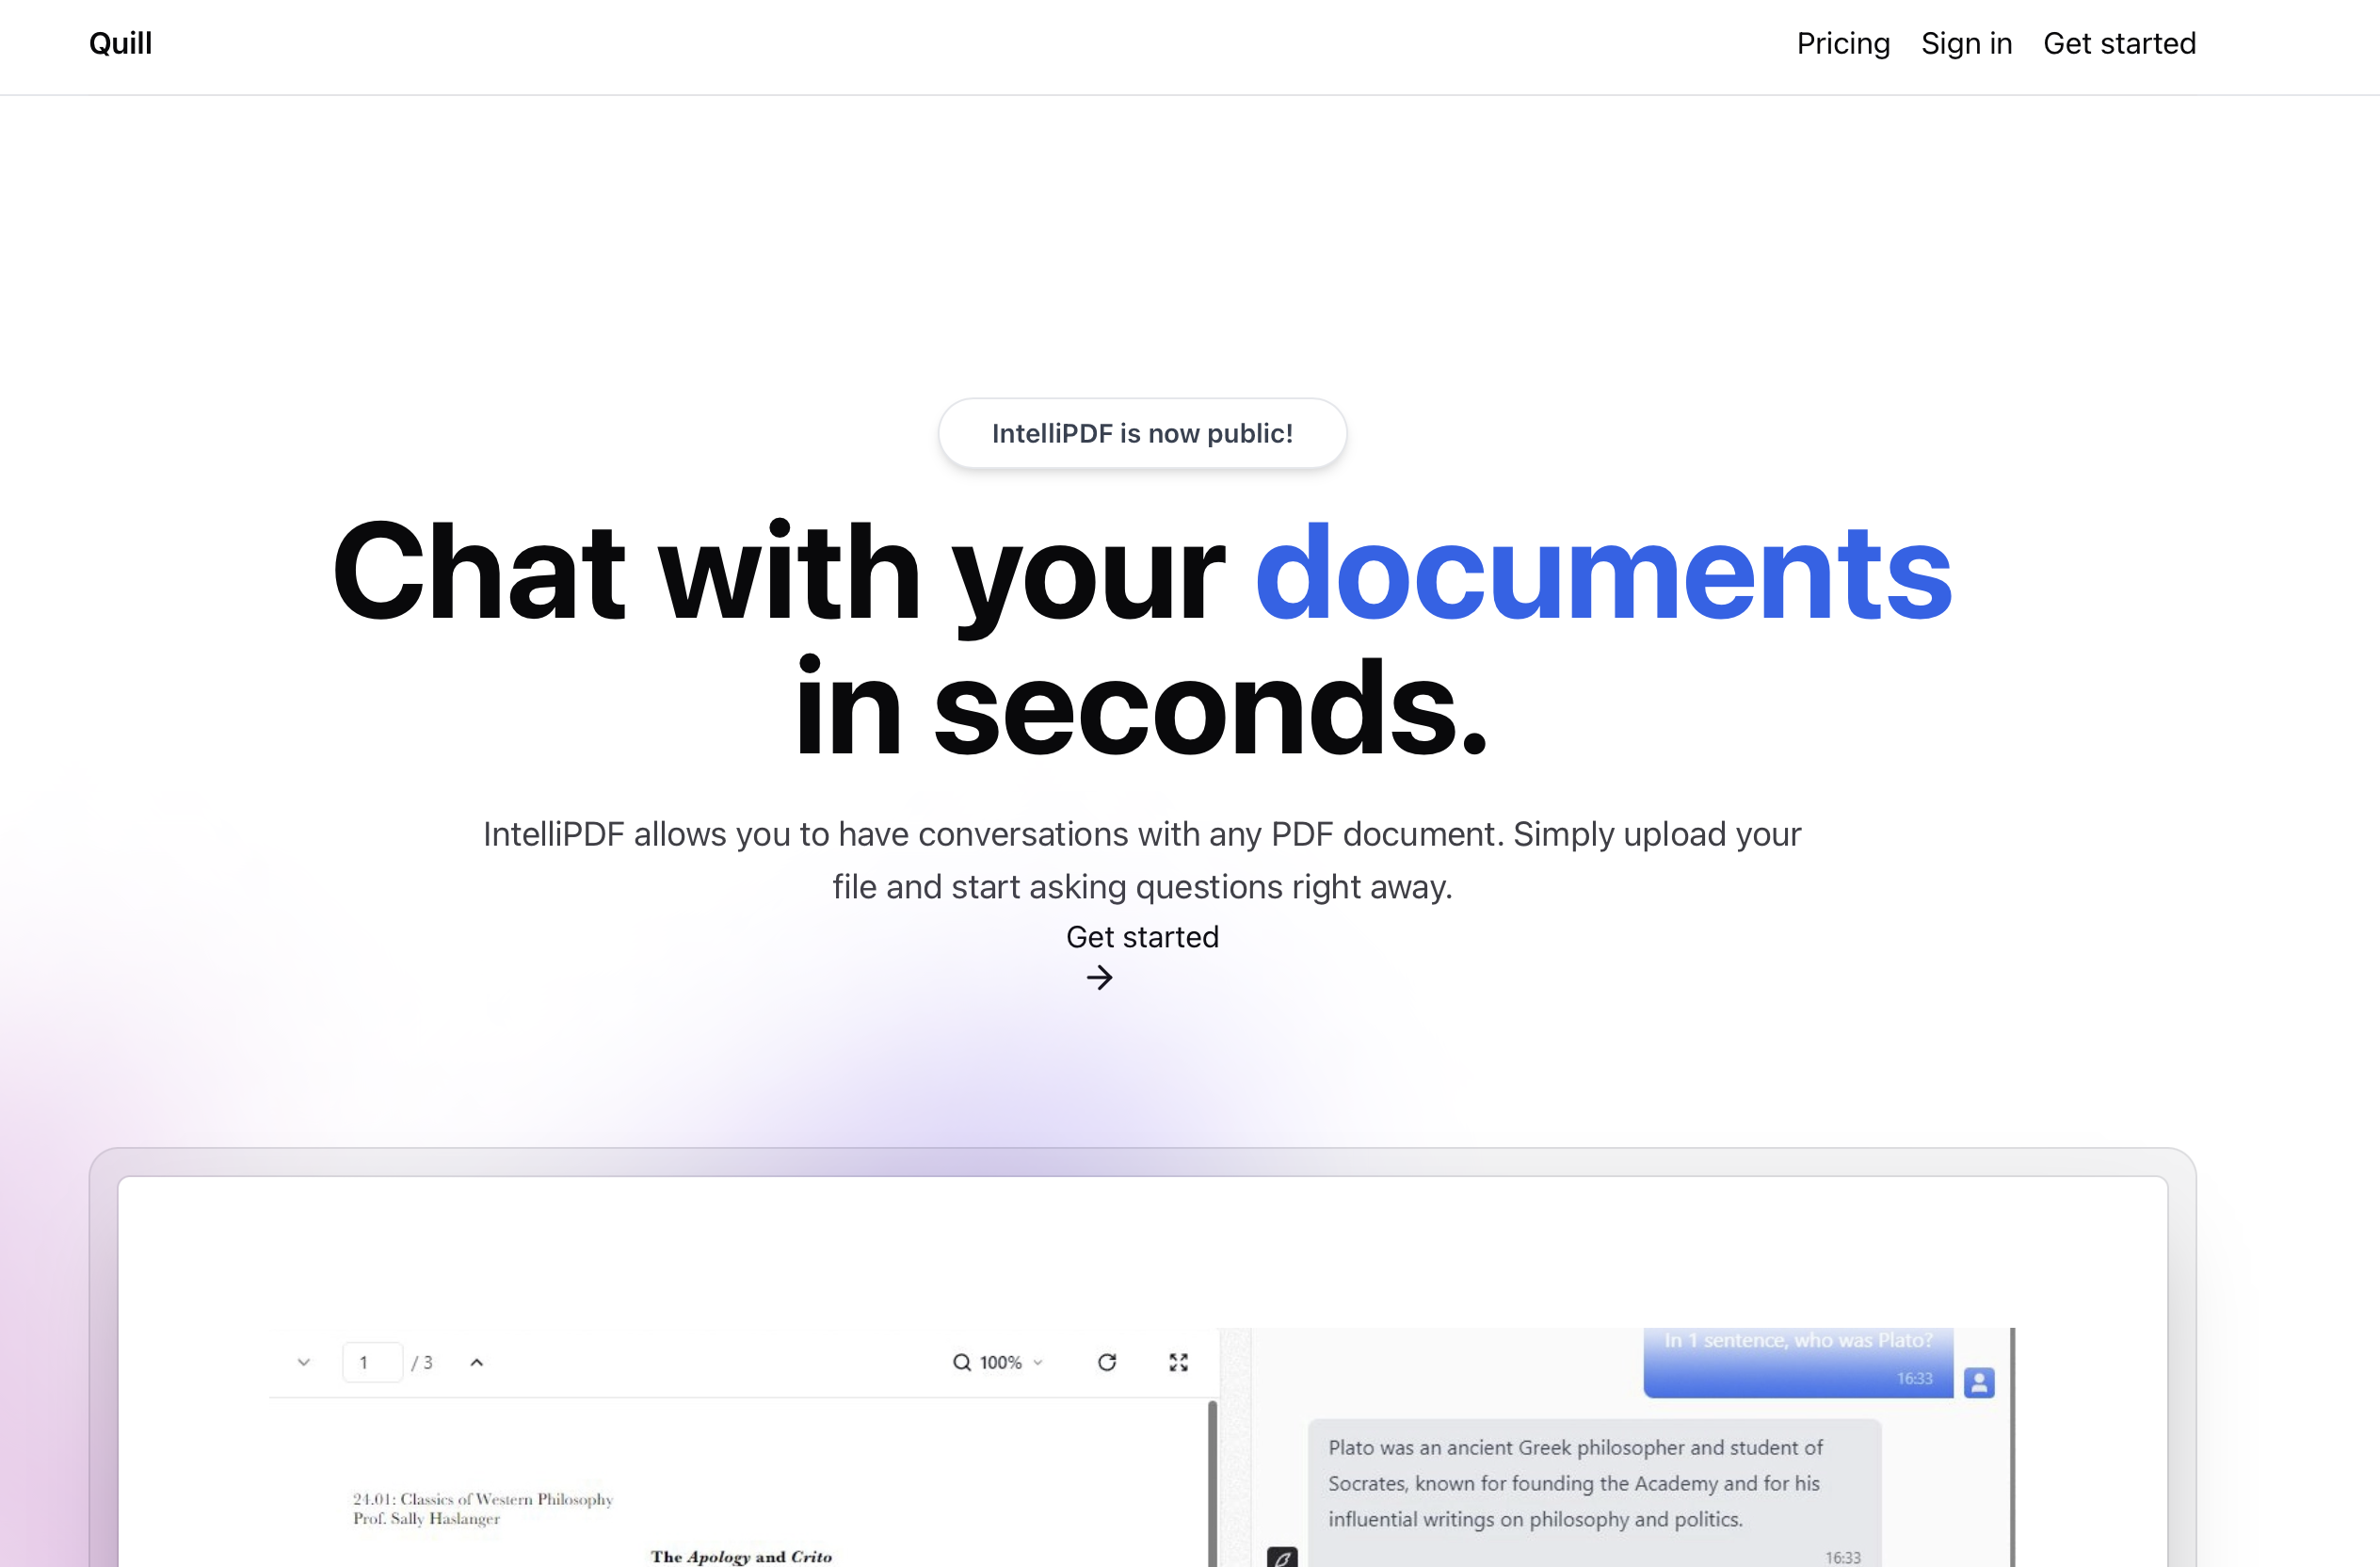 Quill
Pricing Sign in Get started
IntelliPDF is now public!
Chat with your documents
in seconds.
IntelliPDF allows you to have conversations with any PDF document. Simply upload your
file and start asking questions right away.
Get started
1 / 3
100%
24.01: Classics of Western Philosophy
Prof. Sally Haslanger
The Apology and Crito
In 1 sentence, who was Plato?
16:33
Plato was an ancient Greek philosopher and student of
Socrates, known for founding the Academy and for his
influential writings on philosophy and politics.
16:33